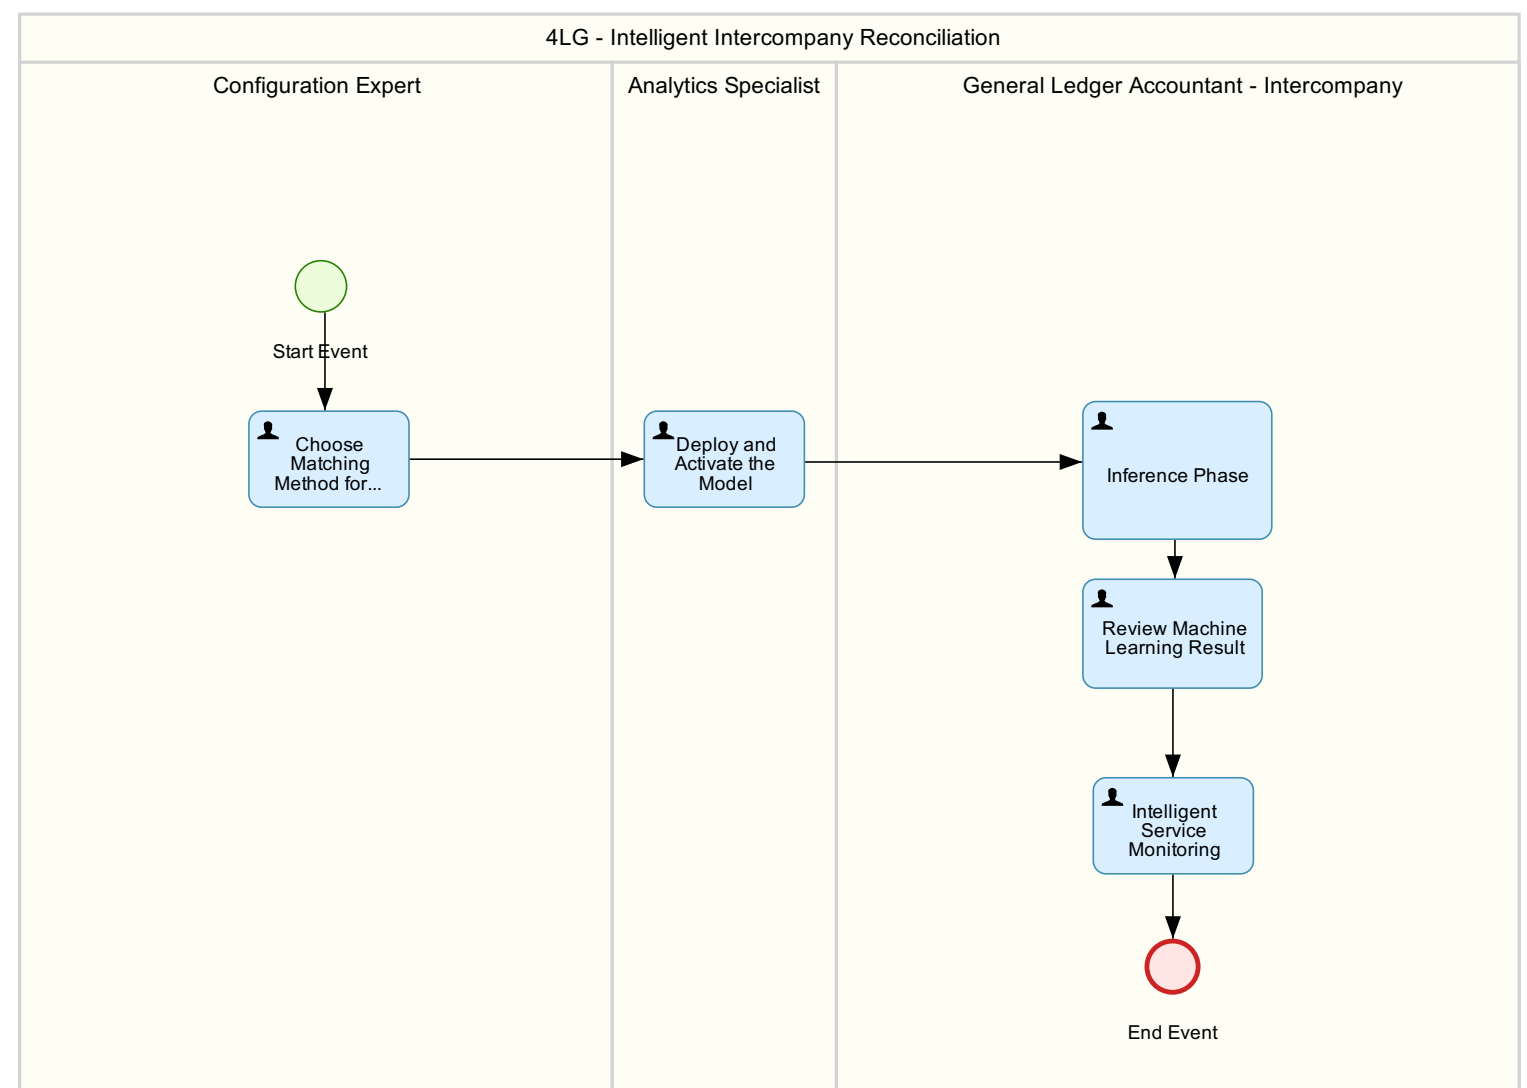 4LG - Intelligent Intercompany Reconciliation
Configuration Expert
Analytics Specialist
General Ledger Accountant - Intercompany
Start Event
Choose
Matching
Method for...
Deploy and
Activate the
Model
Inference Phase
Review Machine
Learning Result
Intelligent
Service
Monitoring
End Event